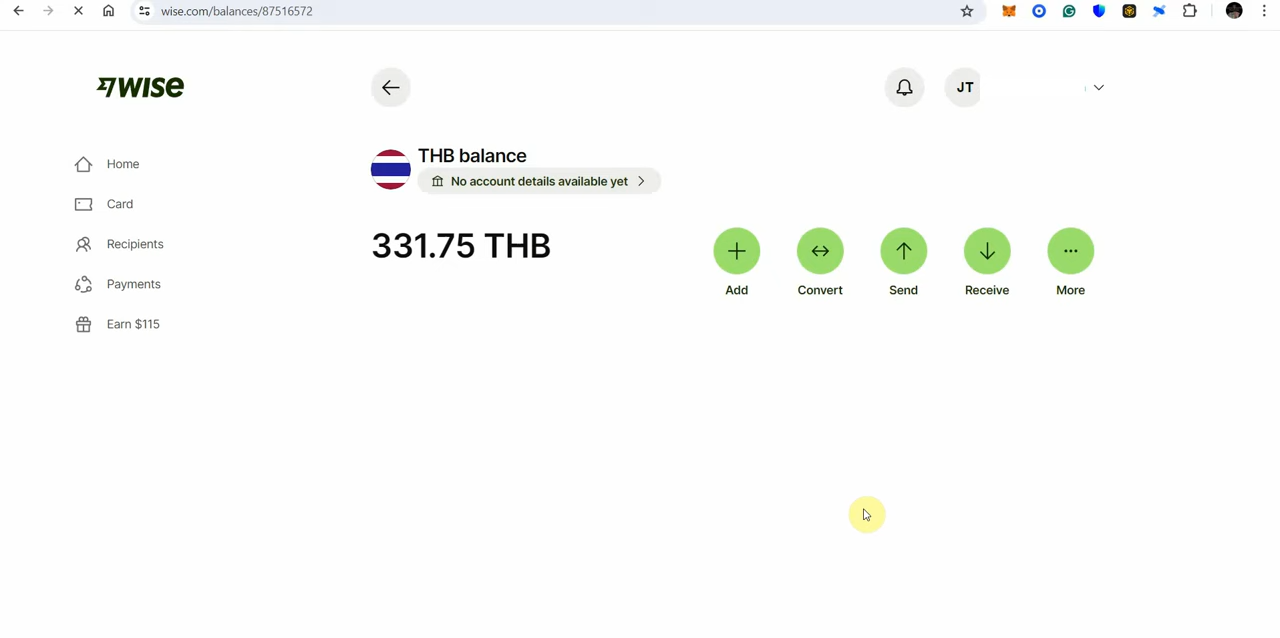 wise.com/balances/87516572
WISE
JT
Home
Card
Recipients
Payments
Earn $115
THB balance
No account details available yet
331.75 THB
Add
Convert
Send
Receive
More